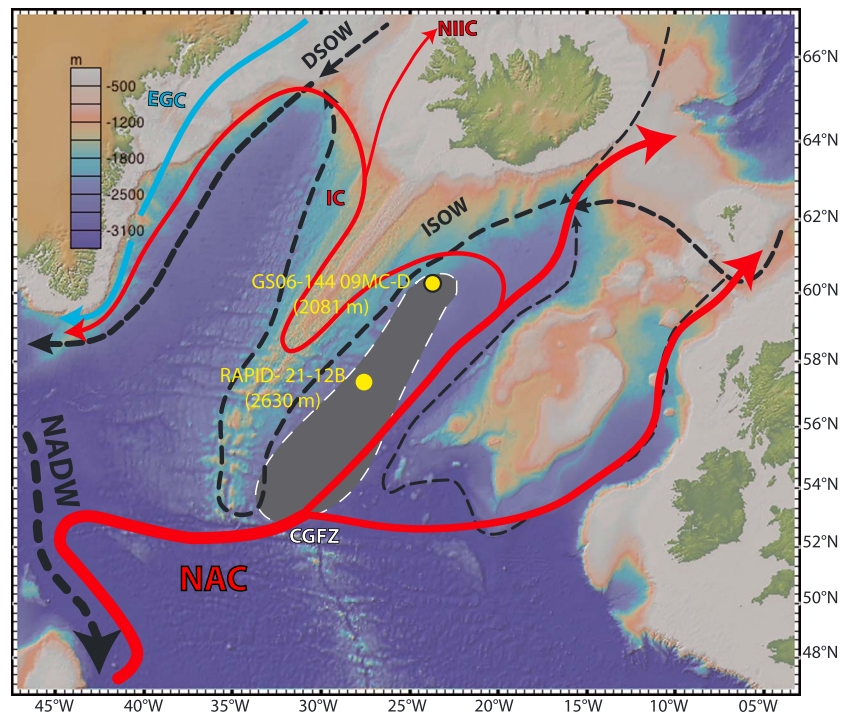 NIIC
DSOW
66°N
m
-500
EGC
-1200
64°N
-1800
-2500
IC
ISOW
62°N
-3100
GS06-144 09MC-D
(2081 m)
60°N
58°N
RAPID- 21-12B
(2630 m)
56°N
NADW
54°N
CGFZ
52°N
NAC
50°N
48°N
45°W 40°W 35°W 30°W 25°W 20°W 15°W 10°W 05°W